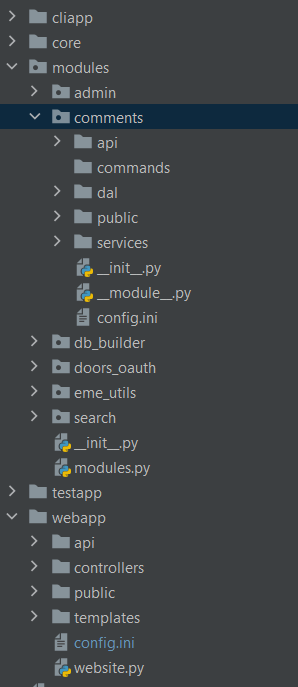 cliapp
core
modules
admin
comments
api
commands
dal
public
services
__init__.py
__module__.py
config.ini
db_builder
doors_oauth
eme_utils
search
__init__.py
modules.py
testapp
webapp
api
controllers
public
templates
config.ini
website.py